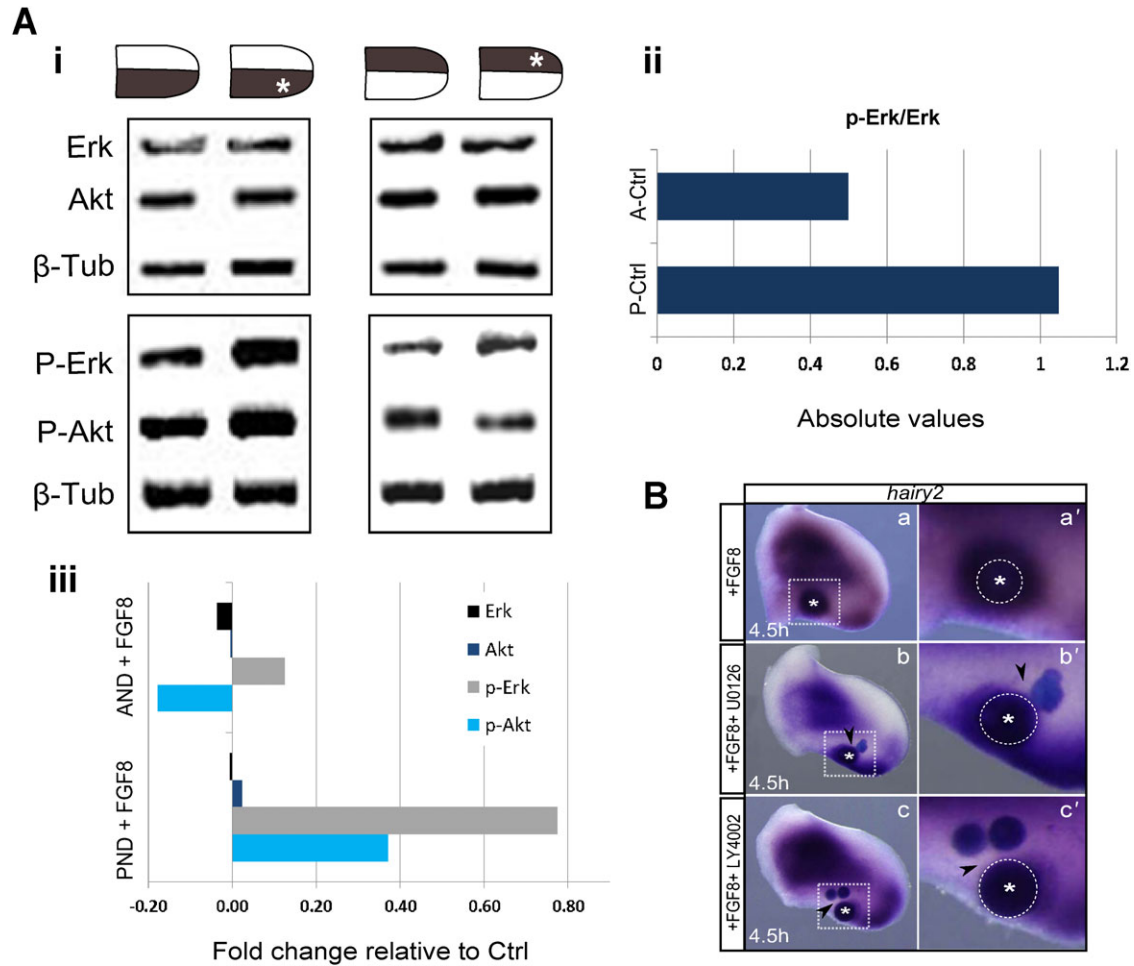 A
i
*
*
Erk
Akt
β-Tub
P-Erk
P-Akt
β-Tub
ii
p-Erk/Erk
A-Ctrl
P-Ctrl
0 0.2 0.4 0.6 0.8 1 1.2
Absolute values
iii
AND + FGF8
PND + FGF8
Erk
Akt
p-Erk
p-Akt
-0.20 0.00 0.20 0.40 0.60 0.80
Fold change relative to Ctrl
B
hairy2
+FGF8
a
*
4.5h
a'
*
+FGF8+ U0126
b
*
4.5h
b'
*
+FGF8+ LY4002
c
*
4.5h
c'
*